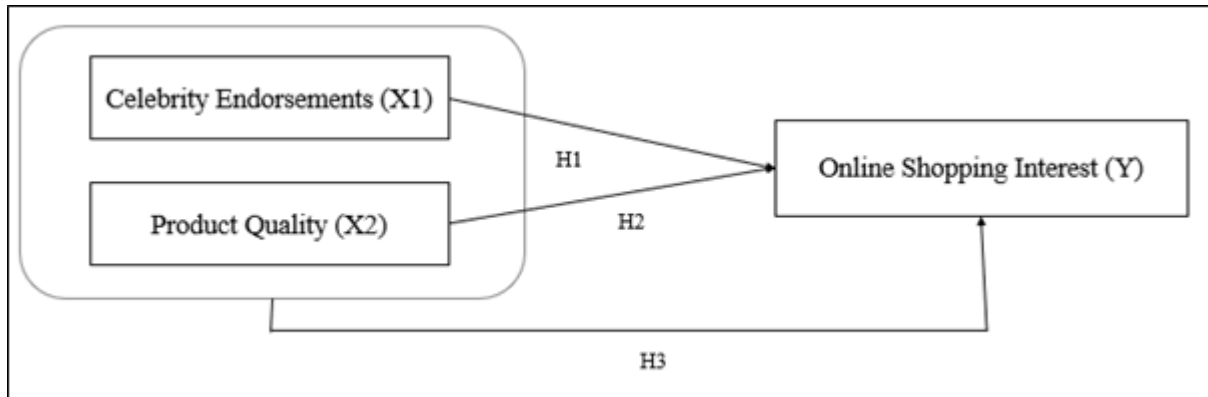 Celebrity Endorsements (X1)
H1
Online Shopping Interest (Y)
Product Quality (X2)
H2
H3